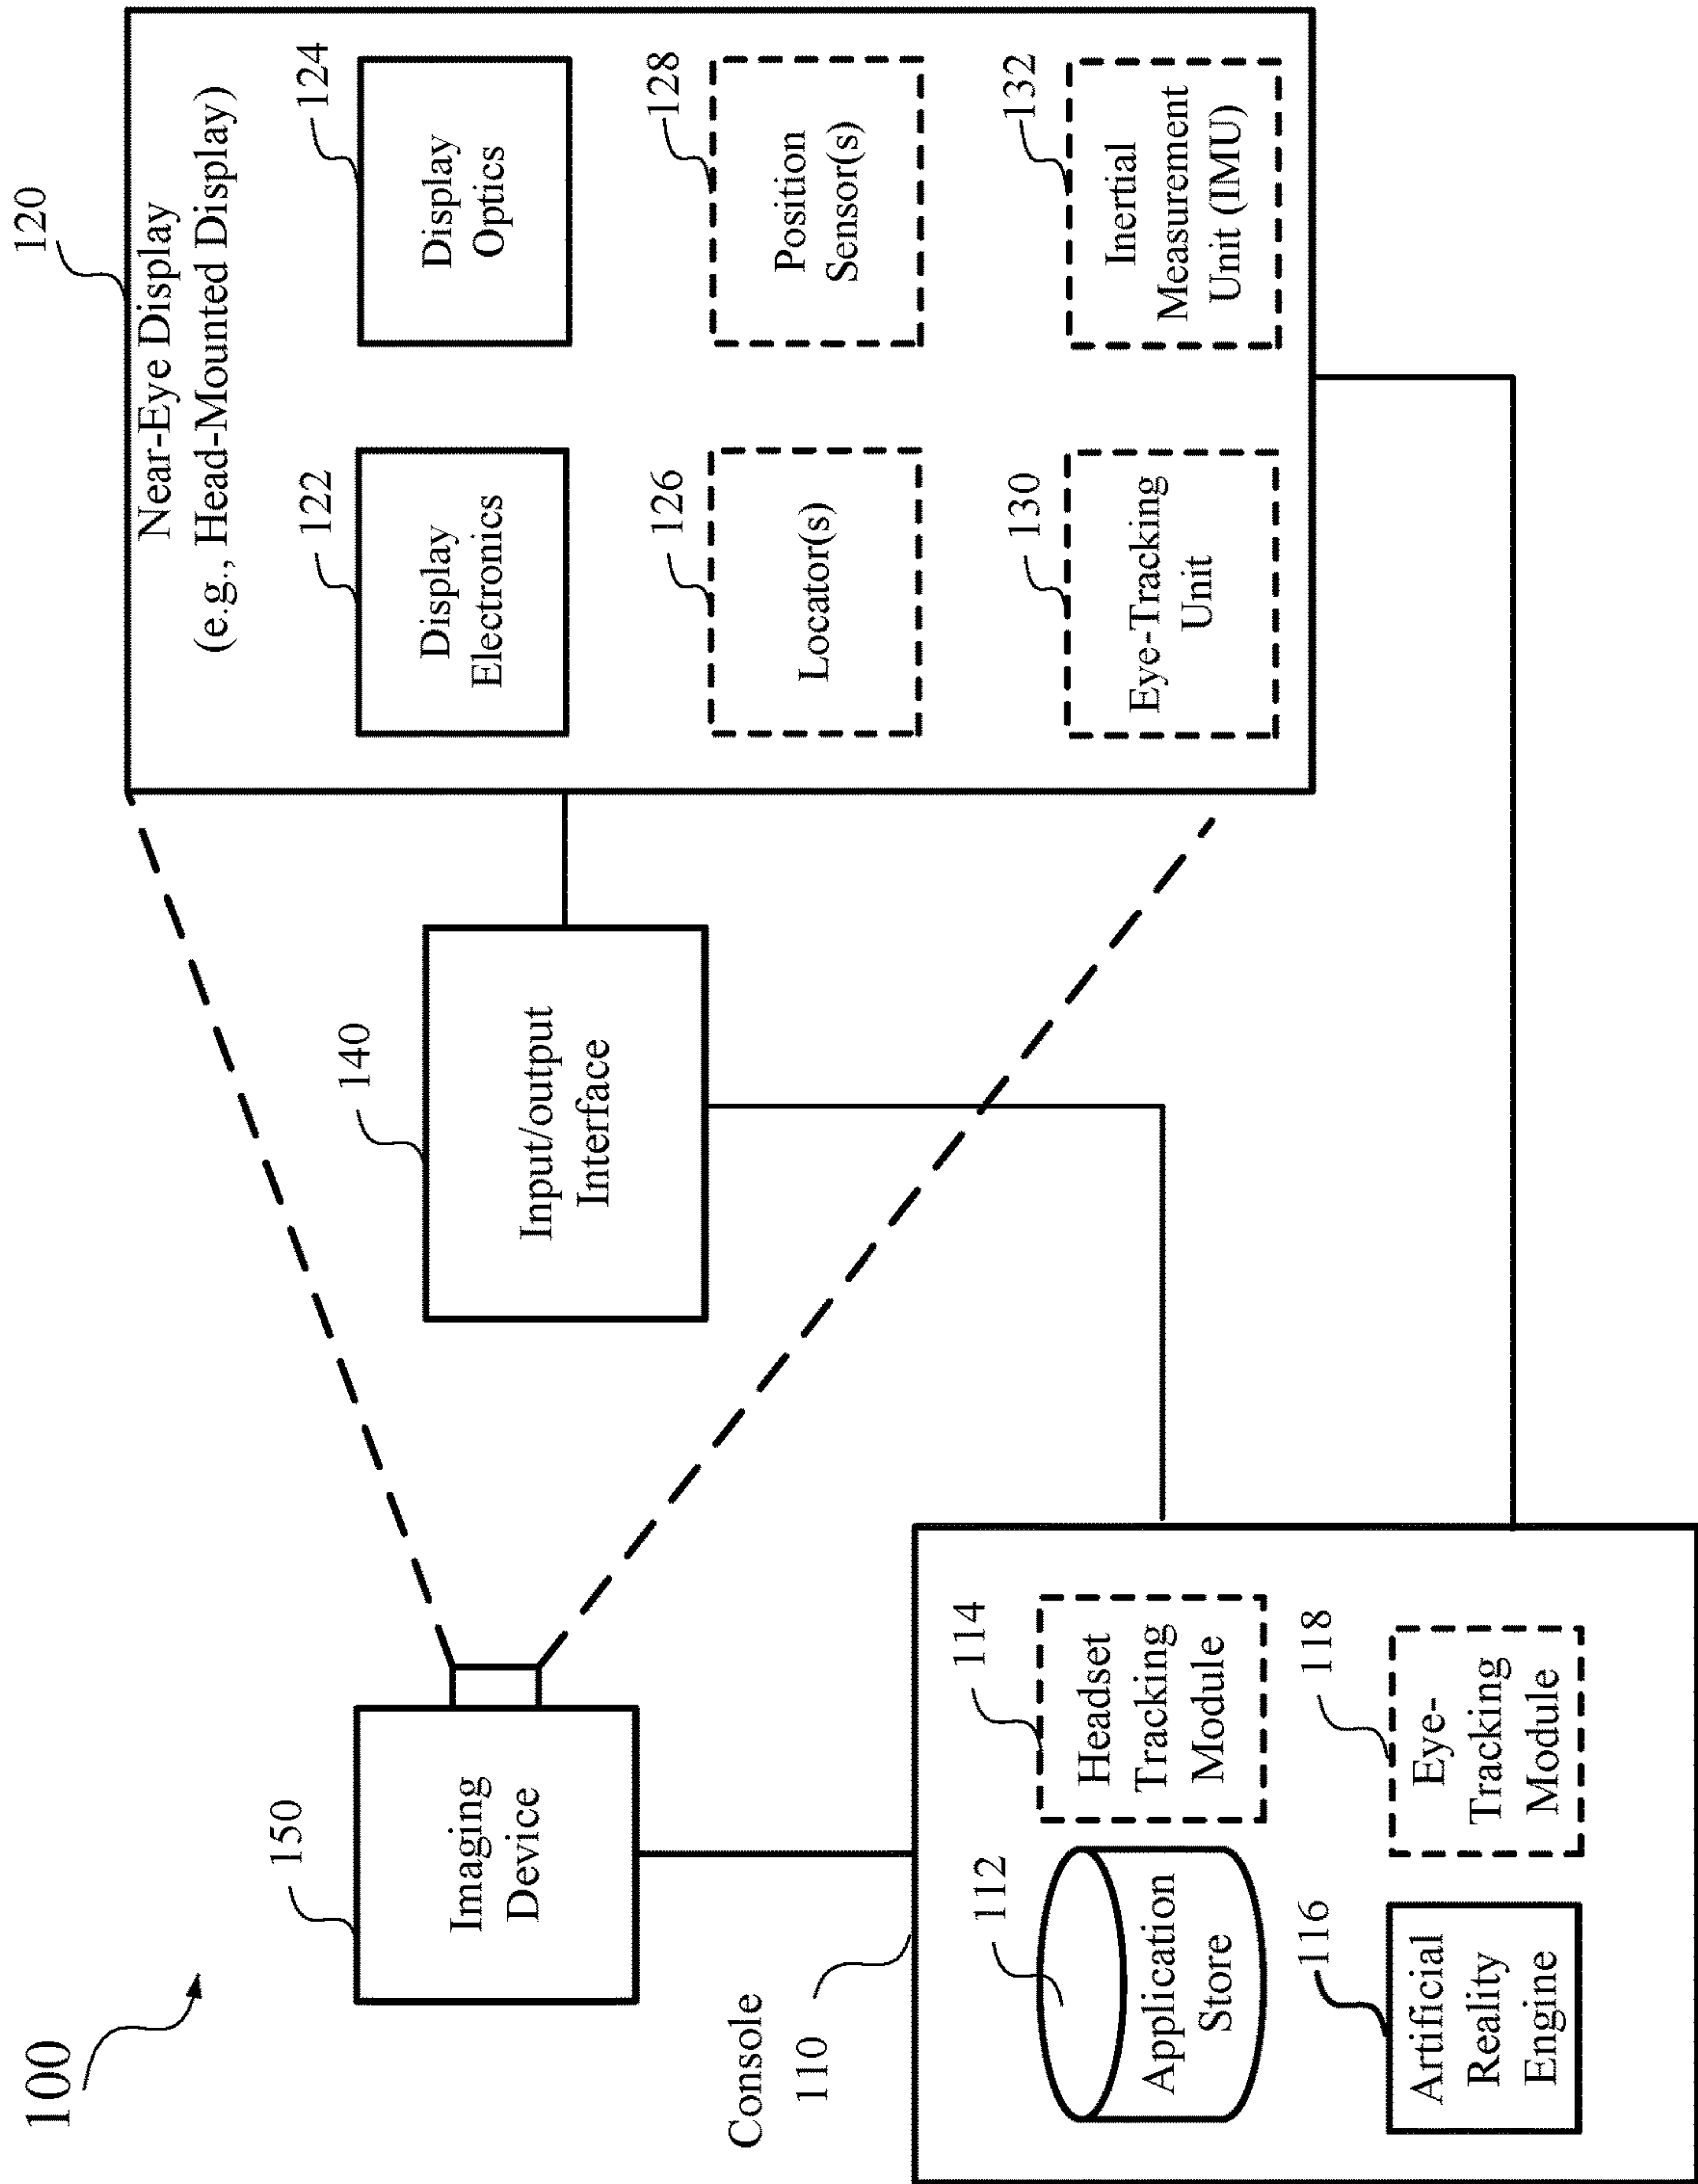 100
150
Imaging
Device
140
Input/output
Interface
120
Near-Eye Display
(e.g., Head-Mounted Display)
122
Display
Electronics
124
Display
Optics
126
Locator(s)
128
Position
Sensor(s)
130
Eye-Tracking
Unit
132
Inertial
Measurement
Unit (IMU)
Console
110
112
Application
Store
114
Headset
Tracking
Module
116
Artificial
Reality
Engine
118
Eye-
Tracking
Module